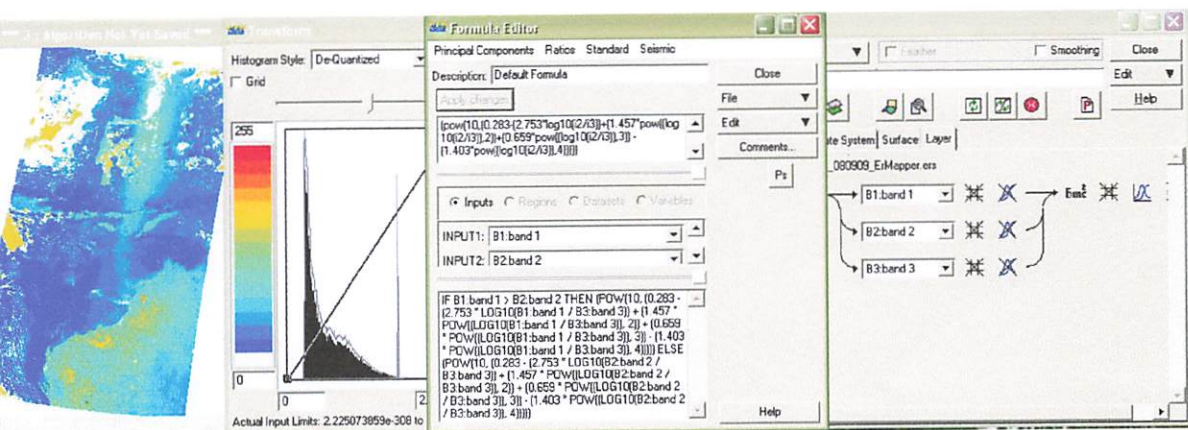 *** 3 : Algorithm Not Yet Saved ***
Transform
Histogram Style: De-Quantized
Grid
255
0
0
2.
Actual Input Limits: 2.225073859e-308 to
Formula Editor
Principal Components Ratios Standard Seismic
Description: Default Formula
Close
Apply changes
File
Edit
Comments...
Ps
(pow(10,(0.283-(2.753*log10(i2/i3))+(1.457*pow((log
10(i2/i3)),2))+(0.659*pow((log10(i2/i3)),3)) -
(1.403*pow((log10(i2/i3)),4)))))
Inputs Regions Datasets Variables
INPUT1: B1:band 1
INPUT2: B2:band 2
IF B1:band 1 > B2:band 2 THEN (POW(10, (0.283 -
(2.753 * LOG10(B1:band 1 / B3:band 3)) + (1.457 *
POW((LOG10(B1:band 1 / B3:band 3)), 2)) + (0.659
* POW((LOG10(B1:band 1 / B3:band 3)), 3)) - (1.403
* POW((LOG10(B1:band 1 / B3:band 3)), 4)))) ELSE
(POW(10, (0.283 - (2.753 * LOG10(B2:band 2 /
B3:band 3)) + (1.457 * POW((LOG10(B2:band 2 /
B3:band 3)), 2)) + (0.659 * POW((LOG10(B2:band 2
/ B3:band 3)), 3)) - (1.403 * POW((LOG10(B2:band 2
/ B3:band 3)), 4)))))
Help
Feather
Smoothing
Close
Edit
Help
te System Surface Layer
_080909_ErMapper.ers
B1:band 1
B2:band 2
B3:band 3
Emc²